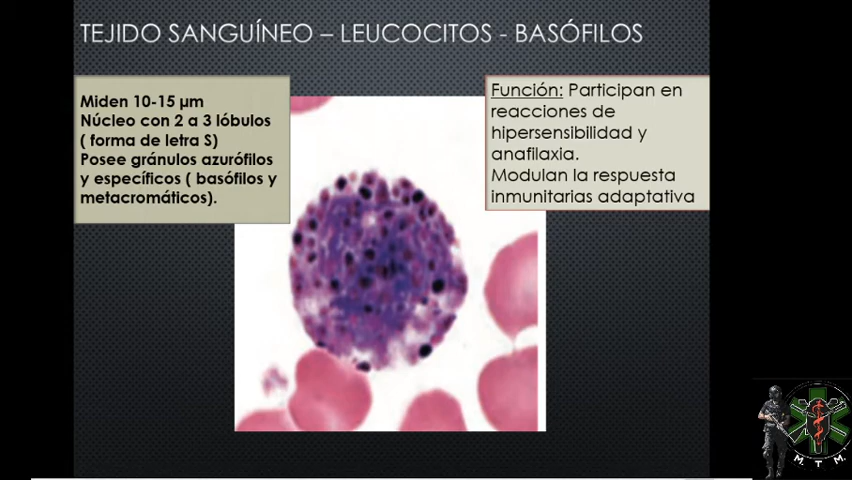 TEJIDO SANGUÍNEO – LEUCOCITOS - BASÓFILOS
Miden 10-15 µm
Núcleo con 2 a 3 lóbulos
( forma de letra S)
Posee gránulos azurófilos
y específicos ( basófilos y
metacromáticos).
Función: Participan en
reacciones de
hipersensibilidad y
anafilaxia.
Modulan la respuesta
inmunitarias adaptativa
M. T. M.